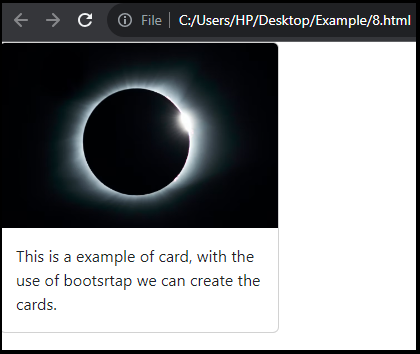 File C:/Users/HP/Desktop/Example/8.html
This is a example of card, with the
use of bootsrtap we can create the
cards.